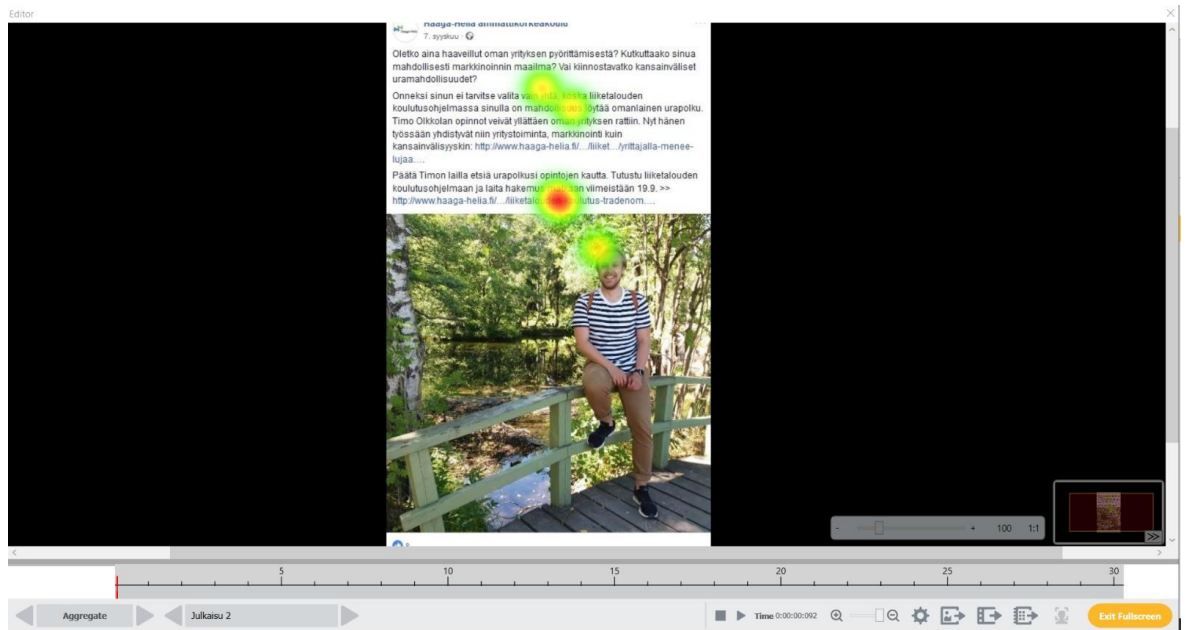 Editor
Haaga-Helia ammattikorkeakoulu
7. syyskuu ·
Oletko aina haaveillut oman yrityksen pyörittämisestä? Kutkuttaako sinua
mahdollisesti markkinoinnin maailma? Vai kiinnostavatko kansainväliset
uramahdollisuudet?
Onneksi sinun ei tarvitse valita vain yhtä, koska liiketalouden
koulutusohjelmassa sinulla on mahdollisuus löytää omanlainen urapolku.
Timo Olkkolan opinnot veivät yllättäen oman yrityksen rattiin. Nyt hänen
työssään yhdistyvät niin yritystoiminta, markkinointi kuin
kansainvälisyyskin: http://www.haaga-helia.fi/.../liiket.../yrittajalla-menee-
lujaa....
Päätä Timon lailla etsiä urapolkusi opintojen kautta. Tutustu liiketalouden
koulutusohjelmaan ja laita hakemus viimeistään 19.9. >>
http://www.haaga-helia.fi/.../
- + 100 1:1
5 10 15 20 25 30
Aggregate Julkaisu 2 Time 0:00:00:092 Exit Fullscreen